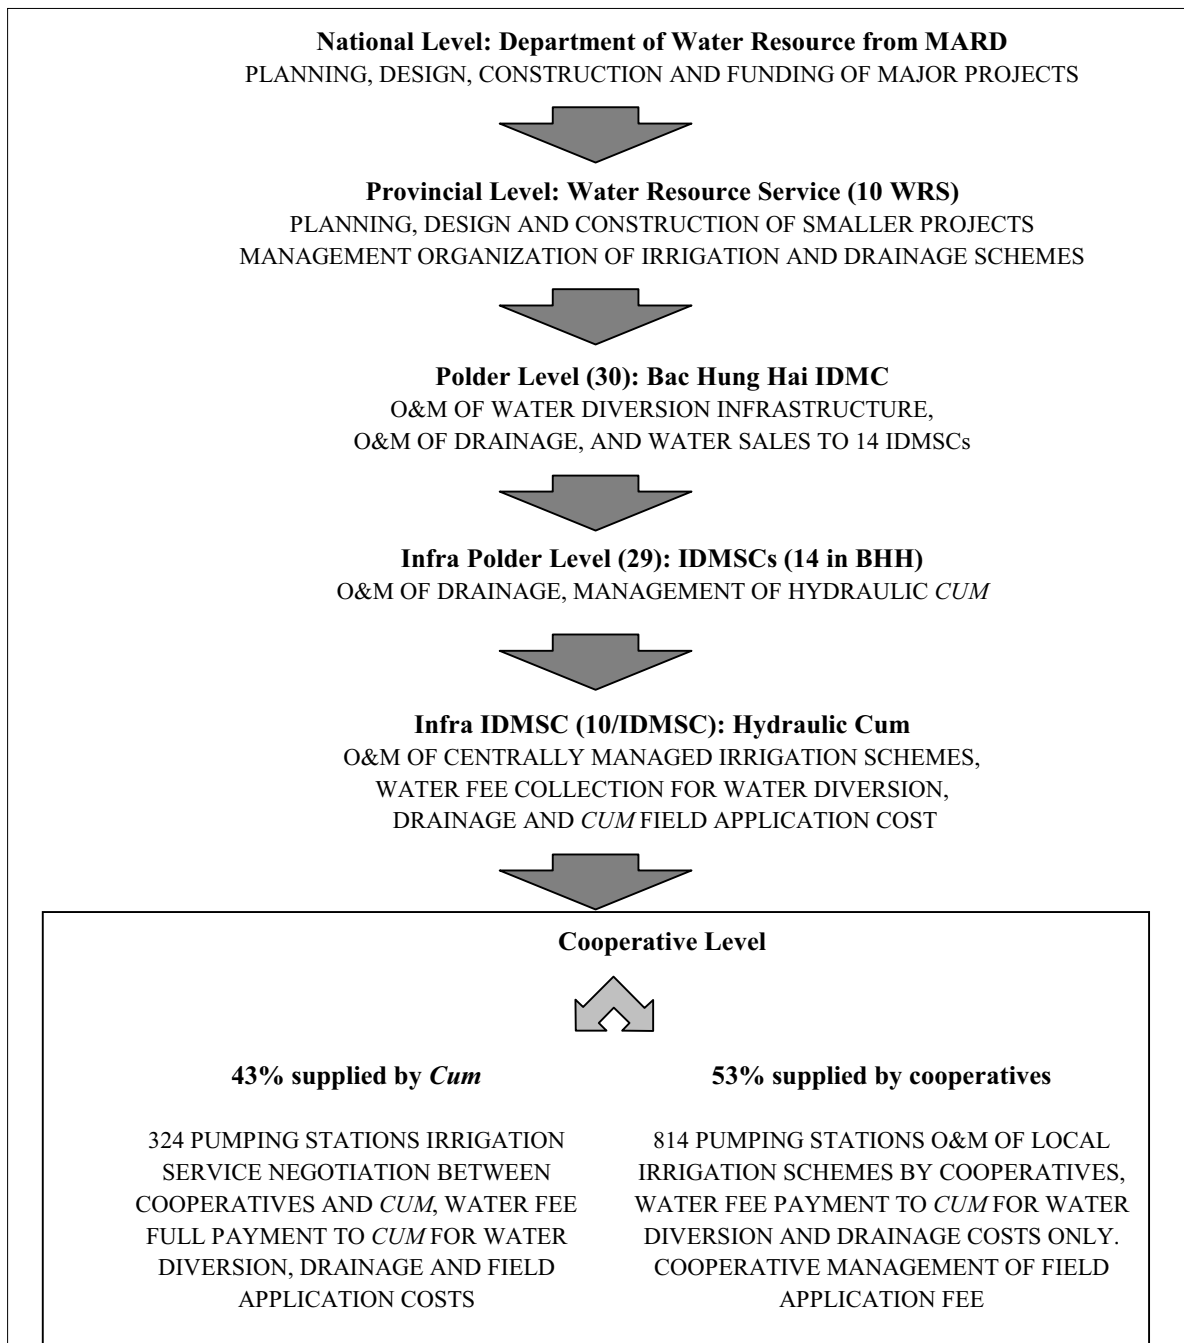 National Level: Department of Water Resource from MARD
PLANNING, DESIGN, CONSTRUCTION AND FUNDING OF MAJOR PROJECTS
Provincial Level: Water Resource Service (10 WRS)
PLANNING, DESIGN AND CONSTRUCTION OF SMALLER PROJECTS
MANAGEMENT ORGANIZATION OF IRRIGATION AND DRAINAGE SCHEMES
Polder Level (30): Bac Hung Hai IDMC
O&M OF WATER DIVERSION INFRASTRUCTURE,
O&M OF DRAINAGE, AND WATER SALES TO 14 IDMSCs
Infra Polder Level (29): IDMSCs (14 in BHH)
O&M OF DRAINAGE, MANAGEMENT OF HYDRAULIC CUM
Infra IDMSC (10/IDMSC): Hydraulic Cum
O&M OF CENTRALLY MANAGED IRRIGATION SCHEMES,
WATER FEE COLLECTION FOR WATER DIVERSION,
DRAINAGE AND CUM FIELD APPLICATION COST
Cooperative Level
43% supplied by Cum
324 PUMPING STATIONS IRRIGATION
SERVICE NEGOTIATION BETWEEN
COOPERATIVES AND CUM, WATER FEE
FULL PAYMENT TO CUM FOR WATER
DIVERSION, DRAINAGE AND FIELD
APPLICATION COSTS
53% supplied by cooperatives
814 PUMPING STATIONS O&M OF LOCAL
IRRIGATION SCHEMES BY COOPERATIVES,
WATER FEE PAYMENT TO CUM FOR WATER
DIVERSION AND DRAINAGE COSTS ONLY.
COOPERATIVE MANAGEMENT OF FIELD
APPLICATION FEE